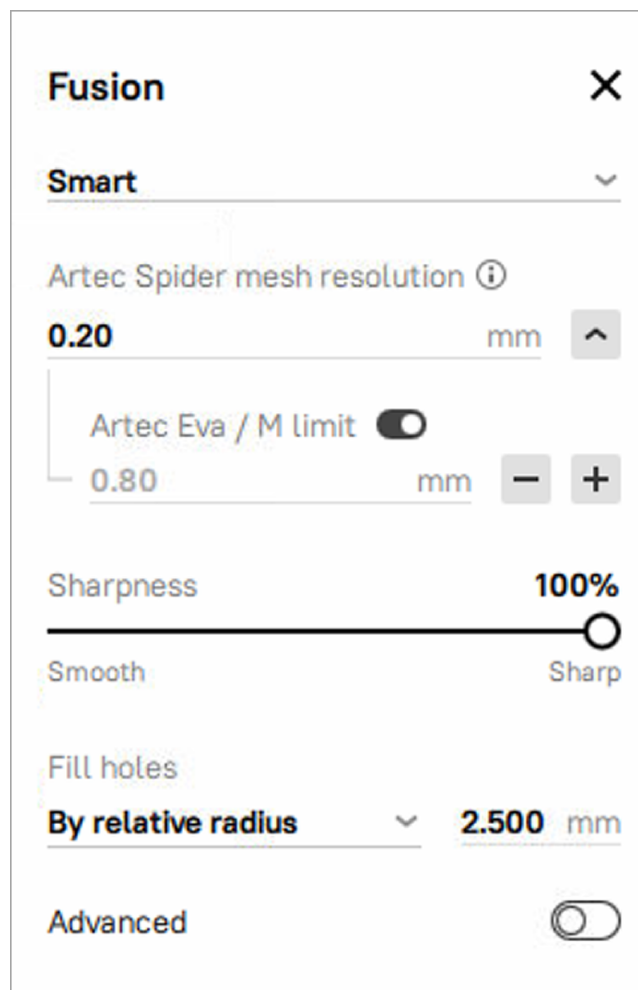 Fusion
Smart
Artec Spider mesh resolution
0.20 mm
Artec Eva / M limit
0.80 mm
Sharpness 100%
Smooth Sharp
Fill holes
By relative radius 2.500 mm
Advanced